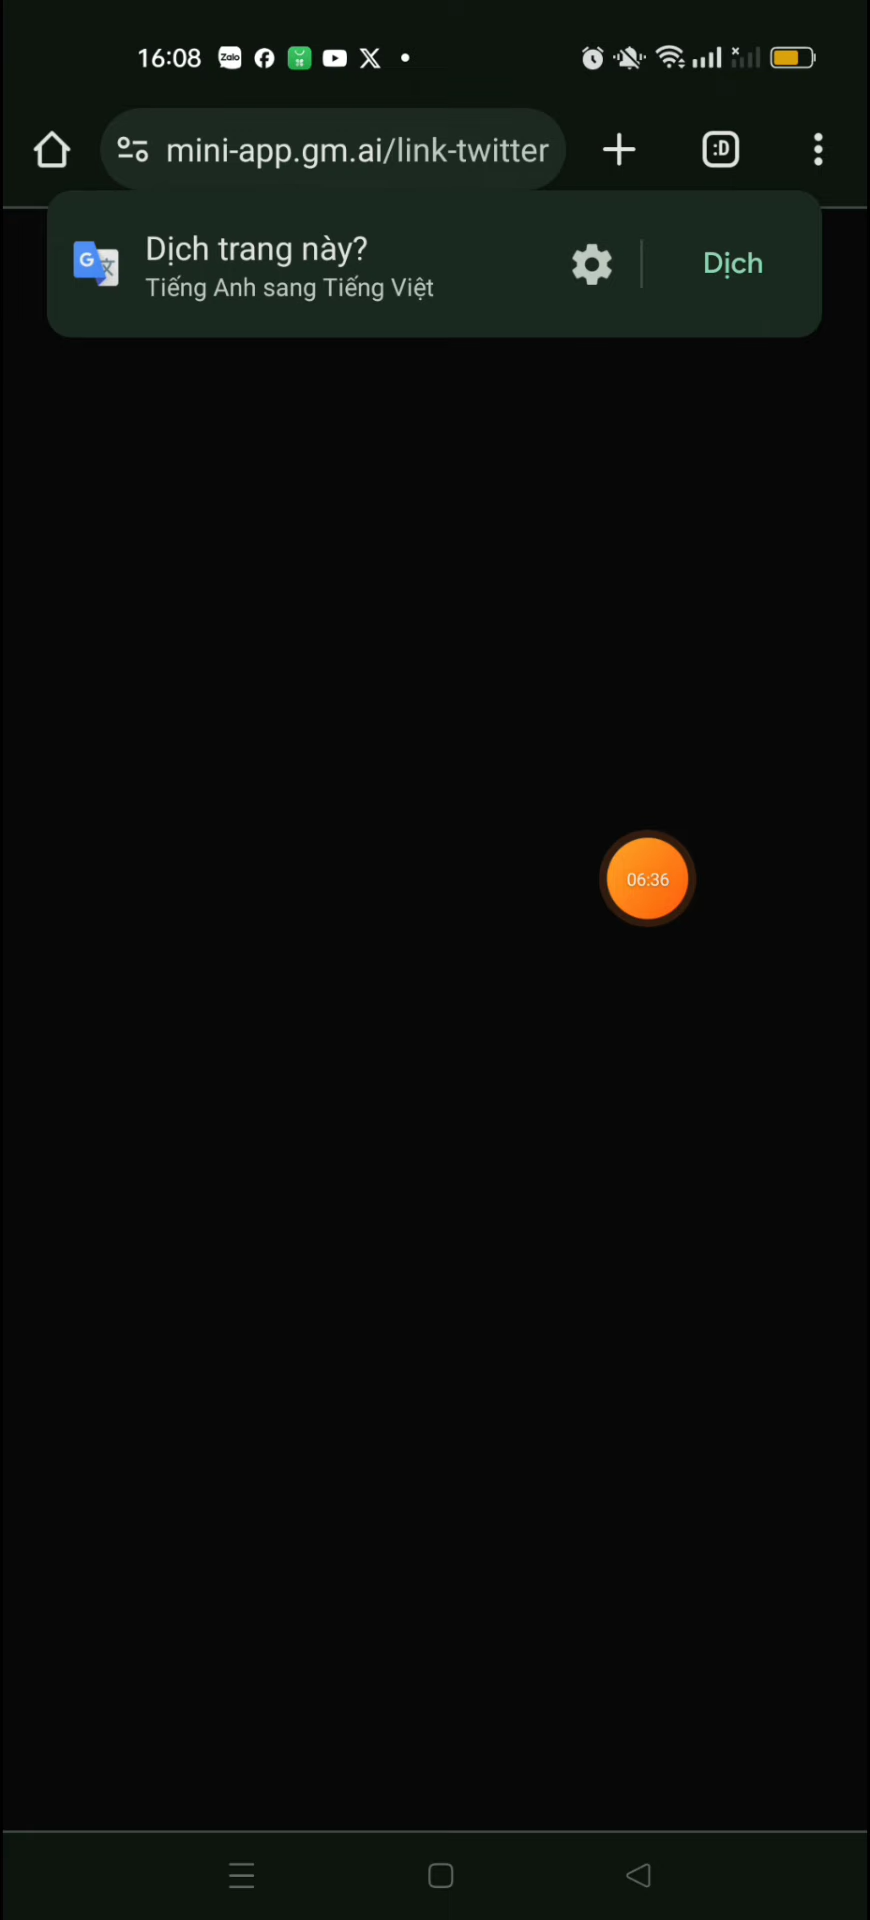 16:08 Zalo
mini-app.gm.ai/link-twitter
:D
Dịch trang này?
Tiếng Anh sang Tiếng Việt
Dịch
06:36